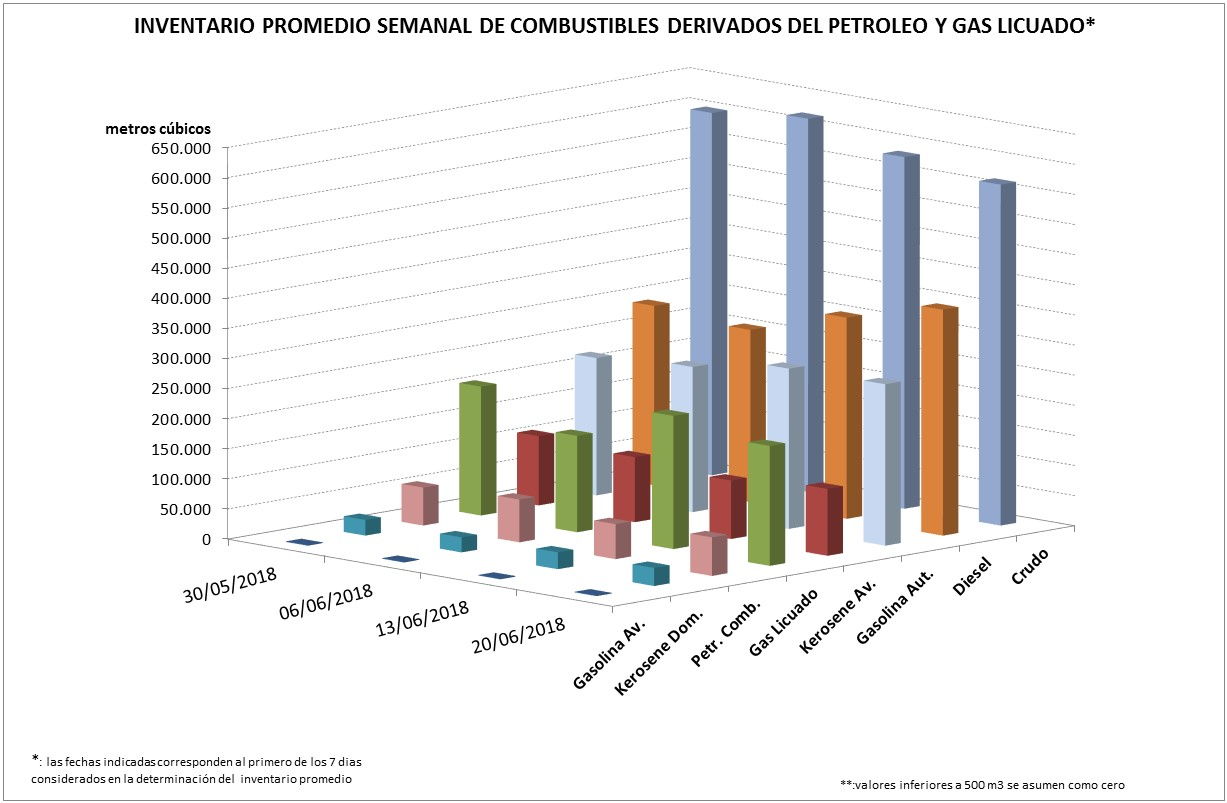 INVENTARIO PROMEDIO SEMANAL DE COMBUSTIBLES DERIVADOS DEL PETROLEO Y GAS LICUADO*
metros cúbicos
650.000
600.000
550.000
500.000
450.000
400.000
350.000
300.000
250.000
200.000
150.000
100.000
50.000
0
30/05/2018
06/06/2018
13/06/2018
20/06/2018
Gasolina Av.
Kerosene Dom.
Petr. Comb.
Gas Licuado
Kerosene Av.
Gasolina Aut.
Diesel
Crudo
*: las fechas indicadas corresponden al primero de los 7 dias
considerados en la determinación del inventario promedio
**:valores inferiores a 500 m3 se asumen como cero